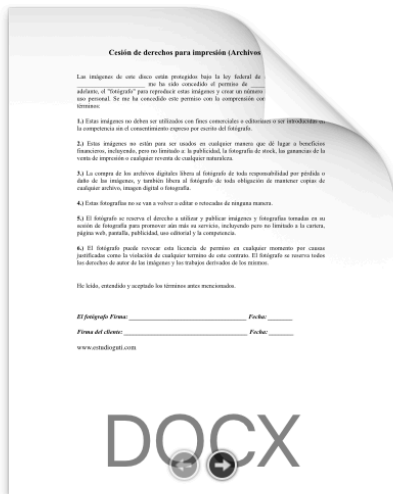 Cesión de derechos para impresión (Archivos
Las imágenes de este disco están protegidos bajo la ley federal de
me ha sido concedido el permiso de
adelante, el "fotógrafo" para reproducir estas imágenes y crear un número
uso personal. Se me ha concedido este permiso con la comprensión con
términos:
1.) Estas imágenes no deben ser utilizados con fines comerciales o editoriales o ser introducidas en
la competencia sin el consentimiento expreso por escrito del fotógrafo.
2.) Estas imágenes no están para ser usados en cualquier manera que dé lugar a beneficios
financieros, incluyendo, pero no limitado a: la publicidad, la fotografía de stock, las ganancias de la
venta de impresión o cualquier reventa de cualquier naturaleza.
3.) La compra de los archivos digitales libera al fotógrafo de toda responsabilidad por pérdida o
daño de las imágenes, y también libera al fotógrafo de toda obligación de mantener copias de
cualquier archivo, imagen digital o fotografía.
4.) Estas fotografías no se van a volver a editar o retocadas de ninguna manera.
5.) El fotógrafo se reserva el derecho a utilizar y publicar imágenes y fotografías tomadas en su
sesión de fotografía para promover aún más su servicio, incluyendo pero no limitado a la cartera,
página web, pantalla, publicidad, uso editorial y la competencia.
6.) El fotógrafo puede revocar esta licencia de permiso en cualquier momento por causas
justificadas como la violación de cualquier termino de este contrato. El fotógrafo se reserva todos
los derechos de autor de las imágenes y los trabajos derivados de los mismos.
He leído, entendido y aceptado los términos antes mencionados.
El fotógrafo Firma: Fecha:
Firma del cliente: Fecha:
www.estudioguti.com
DOCX